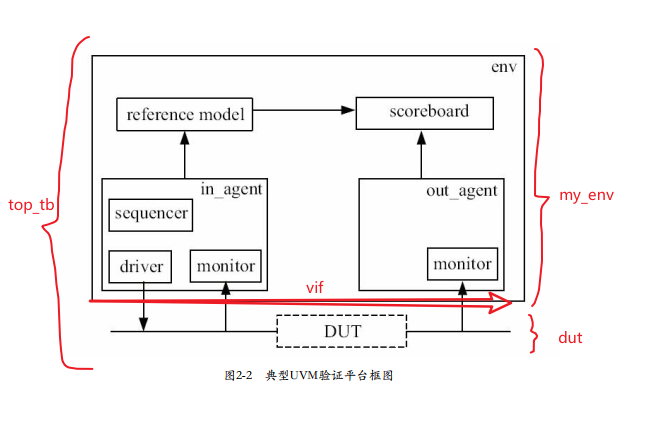 env
reference model
scoreboard
top_tb
in_agent
out_agent
my_env
sequencer
driver
monitor
monitor
vif
DUT
dut
图2-2 典型UVM验证平台框图